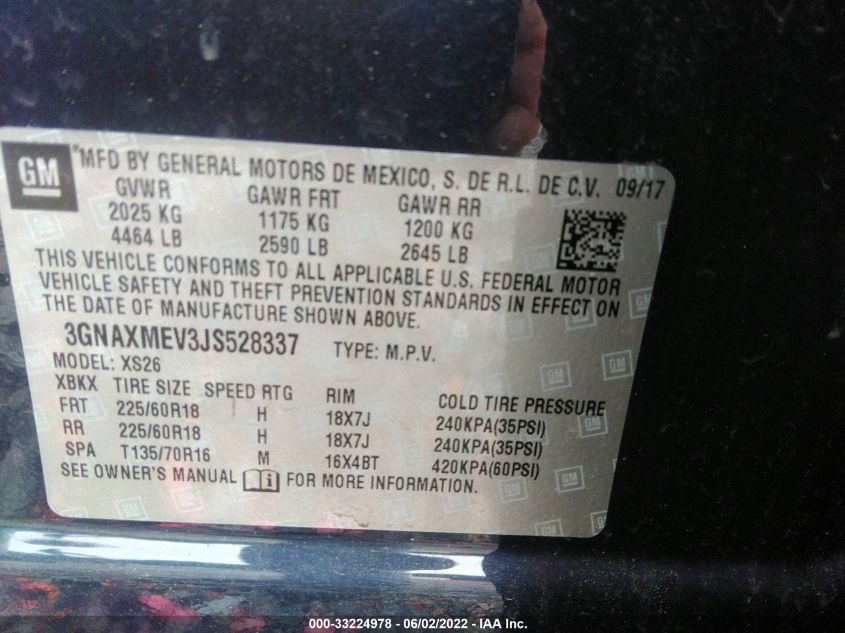 GM
*MFD BY GENERAL MOTORS DE MEXICO, S. DE R.L. DE C.V. 09/17
GVWR GAWR FRT GAWR RR
2025 KG 1175 KG 1200 KG
4464 LB 2590 LB 2645 LB
THIS VEHICLE CONFORMS TO ALL APPLICABLE U.S. FEDERAL MOTOR
VEHICLE SAFETY AND THEFT PREVENTION STANDARDS IN EFFECT ON
THE DATE OF MANUFACTURE SHOWN ABOVE.
3GNAXMEV3JS528337 TYPE: M.P.V.
MODEL: XS26
XBKX TIRE SIZE SPEED RTG RIM COLD TIRE PRESSURE
FRT 225/60R18 H 18X7J 240KPA(35PSI)
RR 225/60R18 H 18X7J 240KPA(35PSI)
SPA T135/70R16 M 16X4BT 420KPA(60PSI)
SEE OWNER'S MANUAL i FOR MORE INFORMATION.
000-33224978 - 06/02/2022 - IAA Inc.